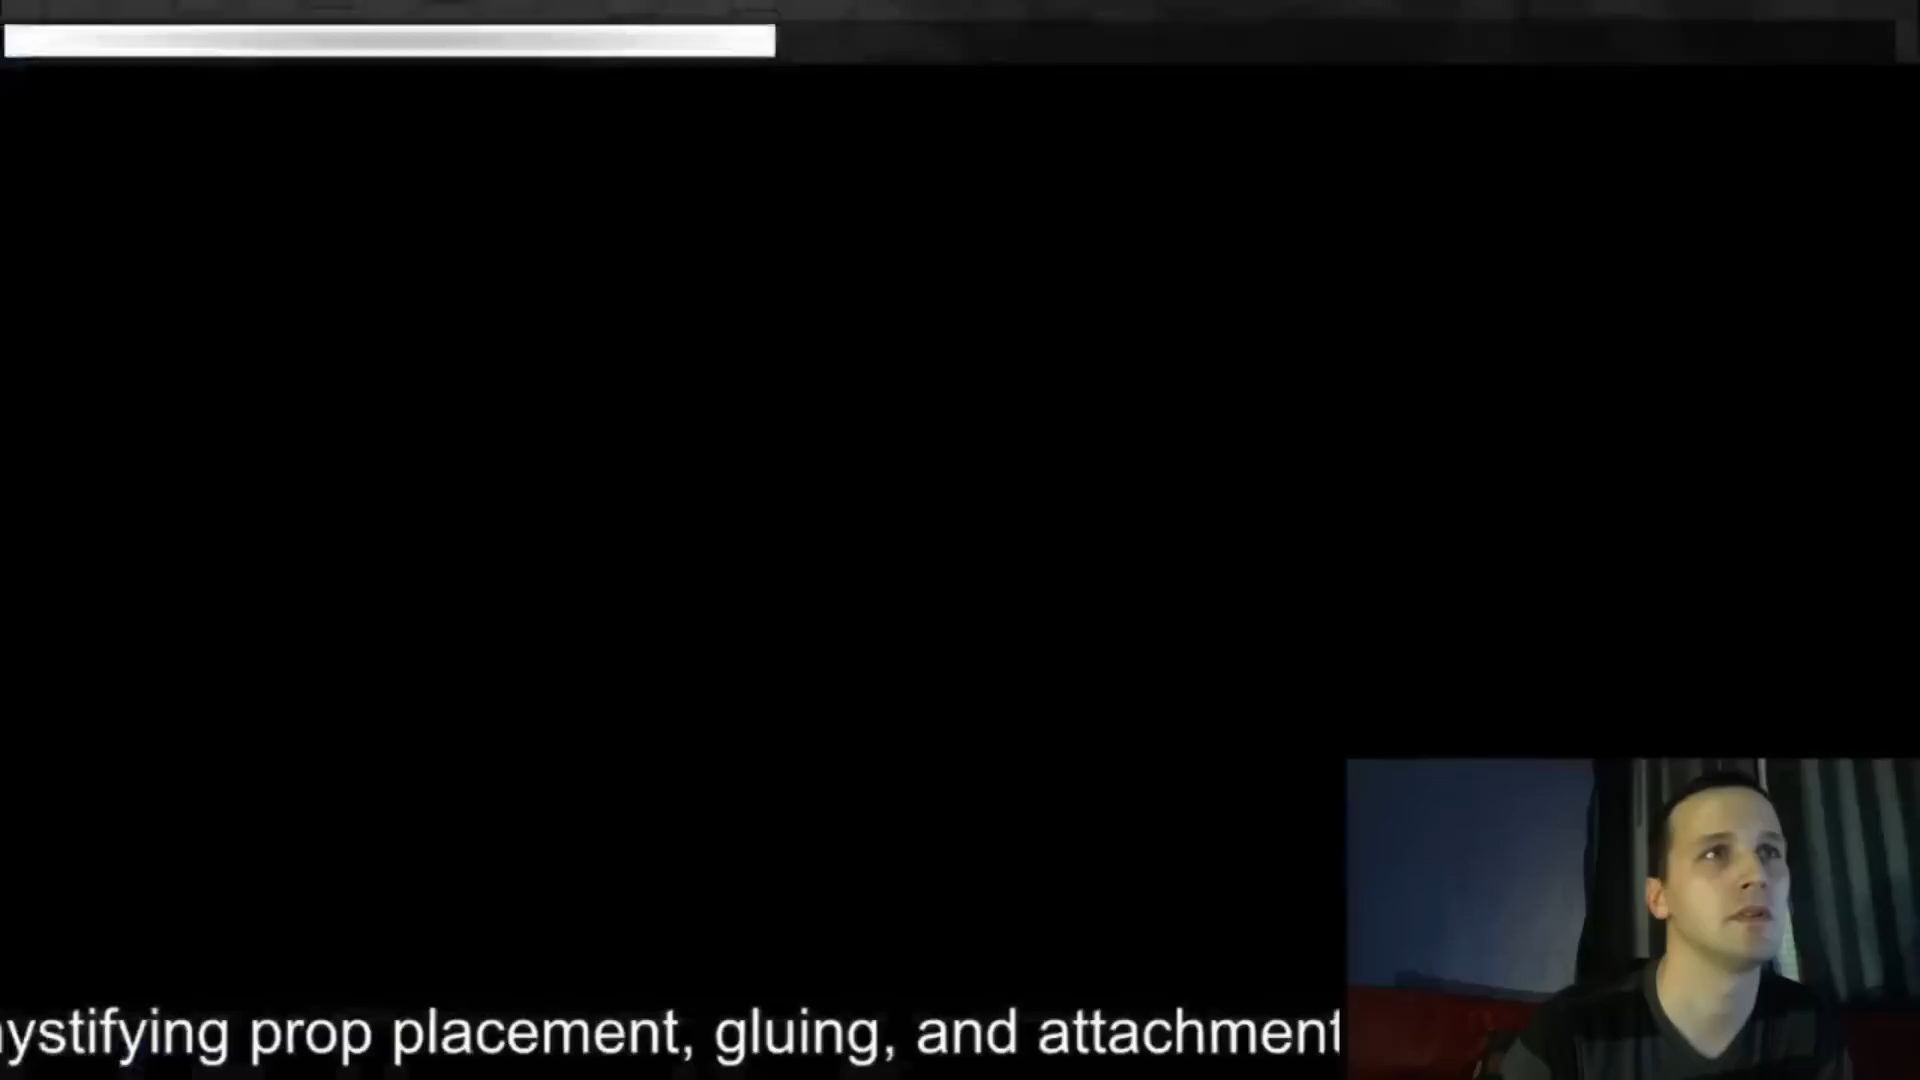 ystifying prop placement, gluing, and attachment